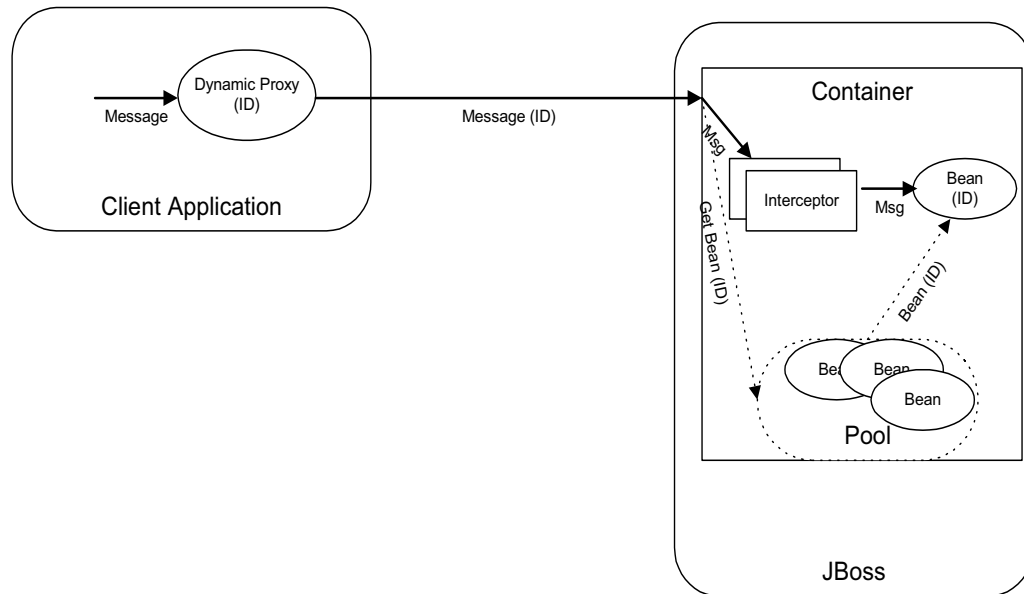 Dynamic Proxy
(ID)
Message
Client Application
Message (ID)
Container
Msg
Interceptor
Msg
Bean
(ID)
Get Bean (ID)
Bean (ID)
Bea
Bean
Bean
Pool
JBoss